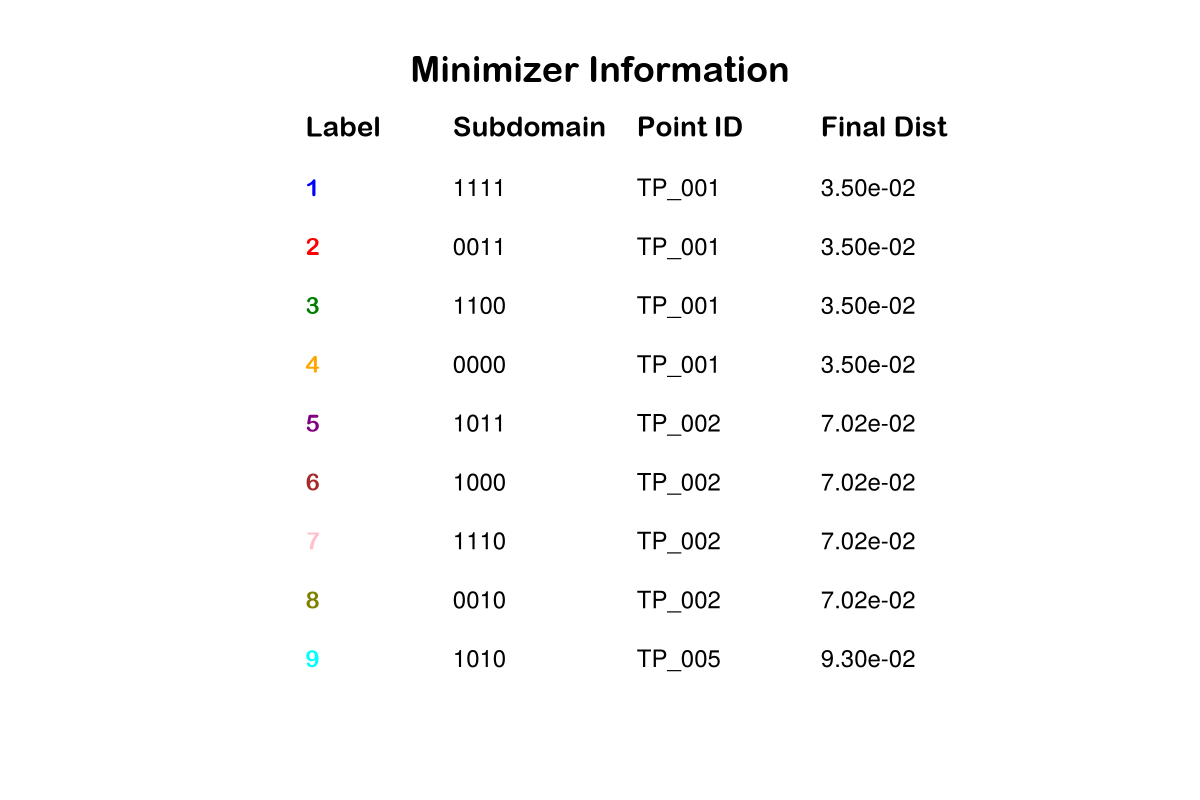 Minimizer Information
Label Subdomain Point ID Final Dist
1 1111 TP_001 3.50e-02
2 0011 TP_001 3.50e-02
3 1100 TP_001 3.50e-02
4 0000 TP_001 3.50e-02
5 1011 TP_002 7.02e-02
6 1000 TP_002 7.02e-02
7 1110 TP_002 7.02e-02
8 0010 TP_002 7.02e-02
9 1010 TP_005 9.30e-02